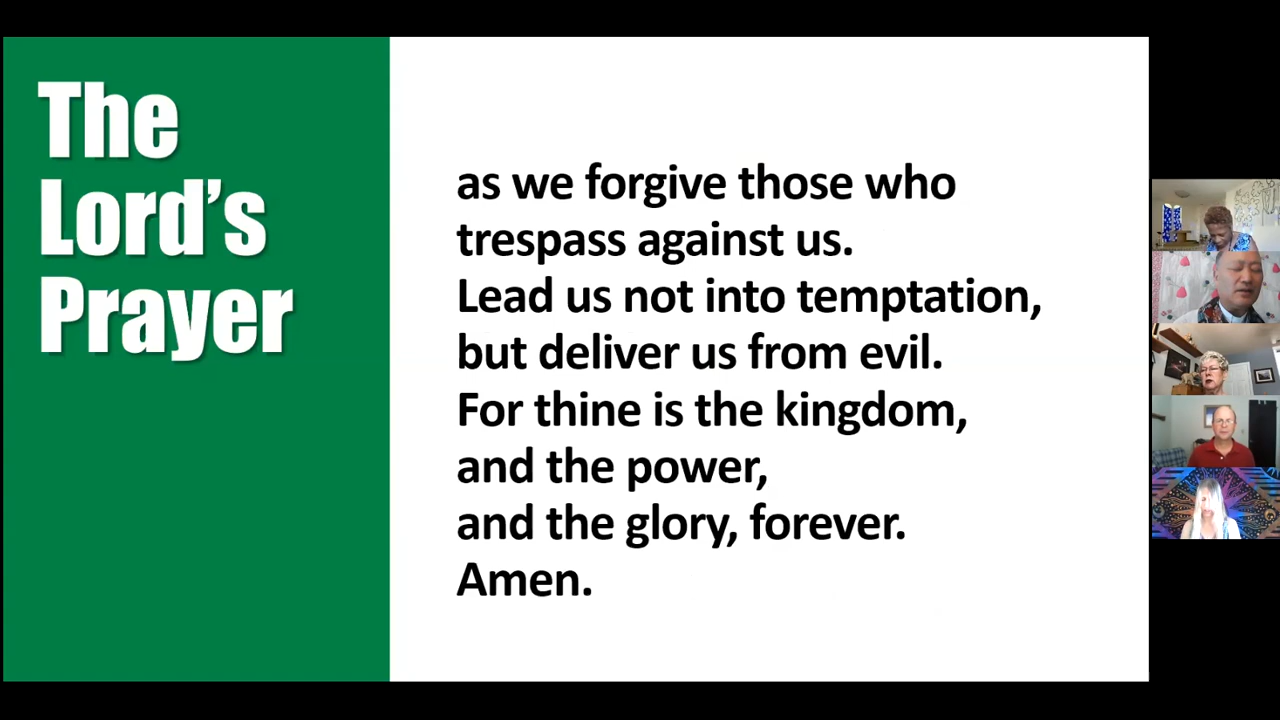 The
Lord’s
Prayer
as we forgive those who
trespass against us.
Lead us not into temptation,
but deliver us from evil.
For thine is the kingdom,
and the power,
and the glory, forever.
Amen.